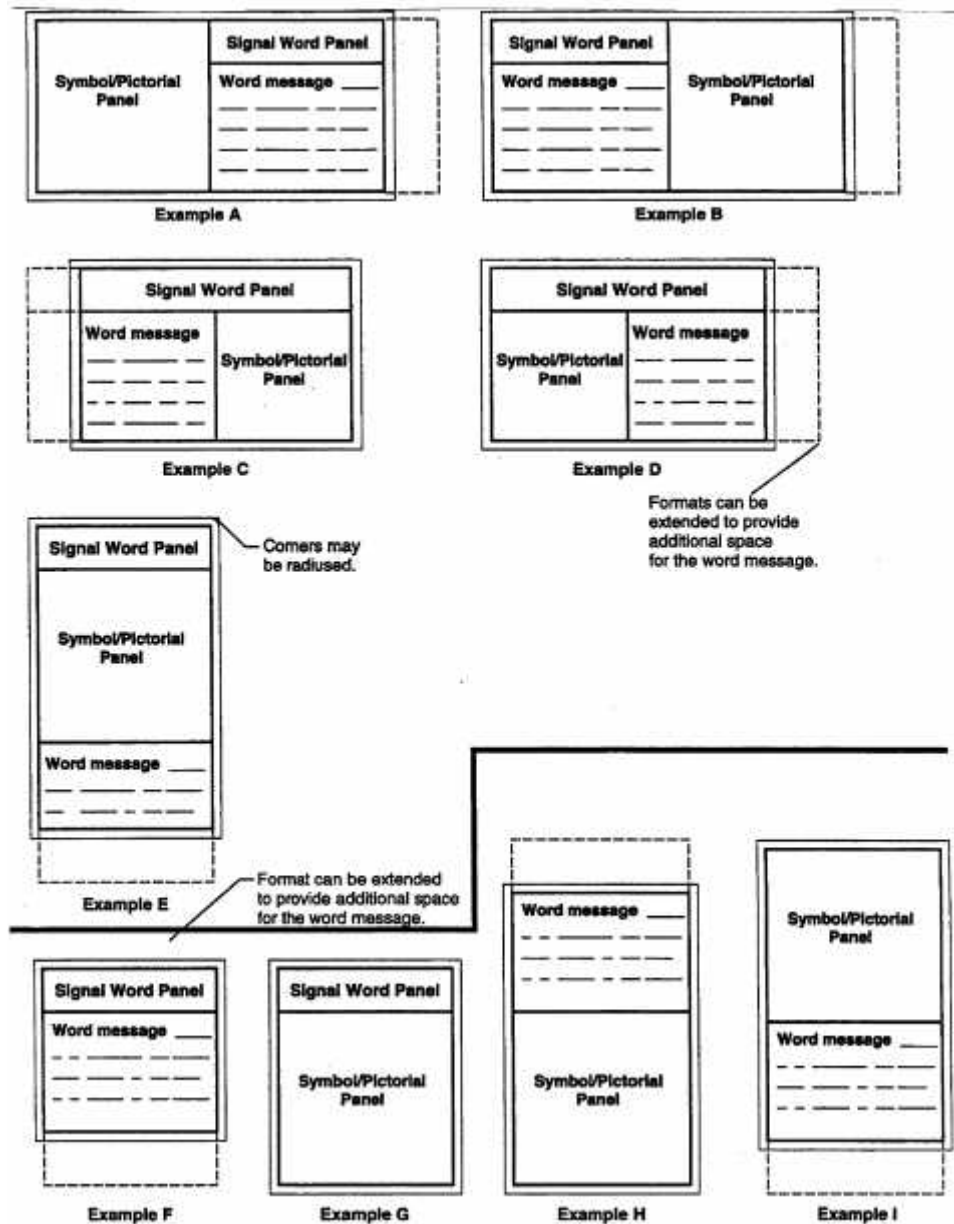 Symbol/Pictorial
Panel
Signal Word Panel
Word message
Example A
Signal Word Panel
Word message
Symbol/Pictorial
Panel
Example B
Signal Word Panel
Word message
Symbol/Pictorial
Panel
Example C
Signal Word Panel
Symbol/Pictorial
Panel
Word message
Example D
Formats can be
extended to provide
additional space
for the word message.
Signal Word Panel
Corners may
be radiused.
Symbol/Pictorial
Panel
Word message
Example E
Format can be extended
to provide additional space
for the word message.
Signal Word Panel
Word message
Example F
Signal Word Panel
Symbol/Pictorial
Panel
Example G
Word message
Symbol/Pictorial
Panel
Example H
Symbol/Pictorial
Panel
Word message
Example I